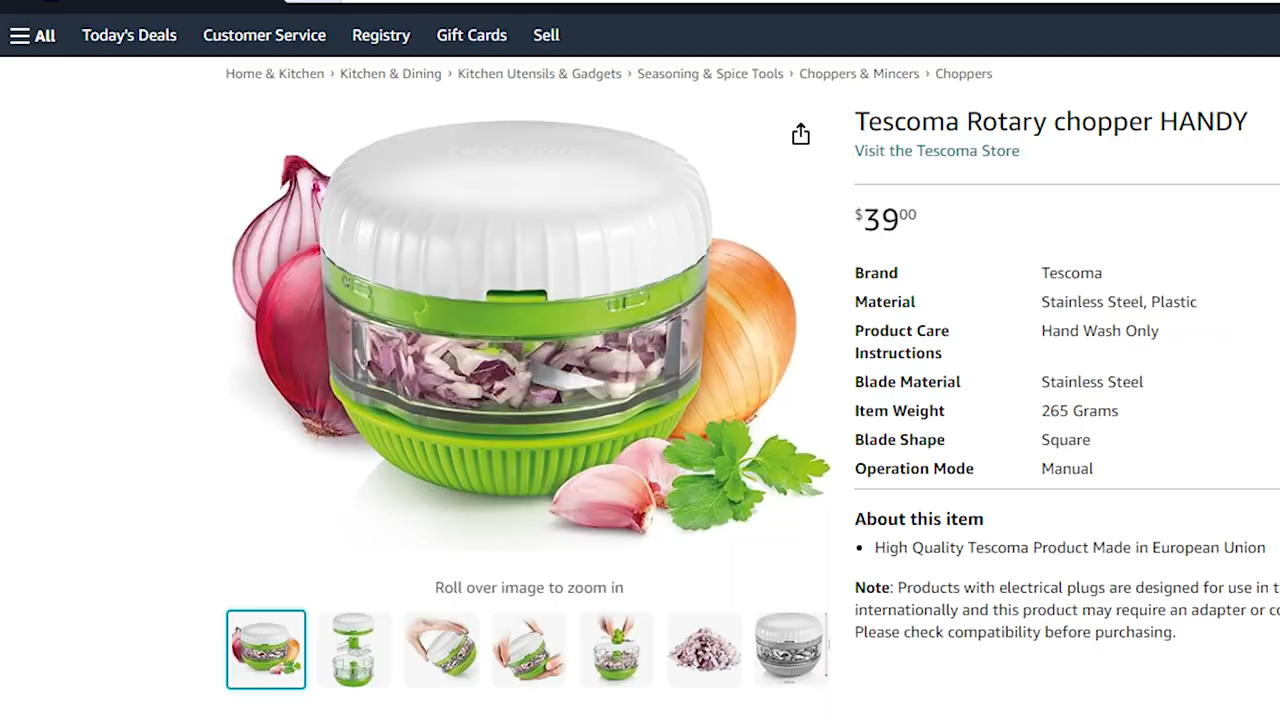 All Today's Deals Customer Service Registry Gift Cards Sell
Home & Kitchen › Kitchen & Dining › Kitchen Utensils & Gadgets › Seasoning & Spice Tools › Choppers & Mincers › Choppers
Tescoma Rotary chopper HANDY
Visit the Tescoma Store
$3900
Brand Tescoma
Material Stainless Steel, Plastic
Product Care Hand Wash Only
Instructions
Blade Material Stainless Steel
Item Weight 265 Grams
Blade Shape Square
Operation Mode Manual
About this item
• High Quality Tescoma Product Made in European Union
Note: Products with electrical plugs are designed for use in
internationally and this product may require an adapter or
Please check compatibility before purchasing.
Roll over image to zoom in